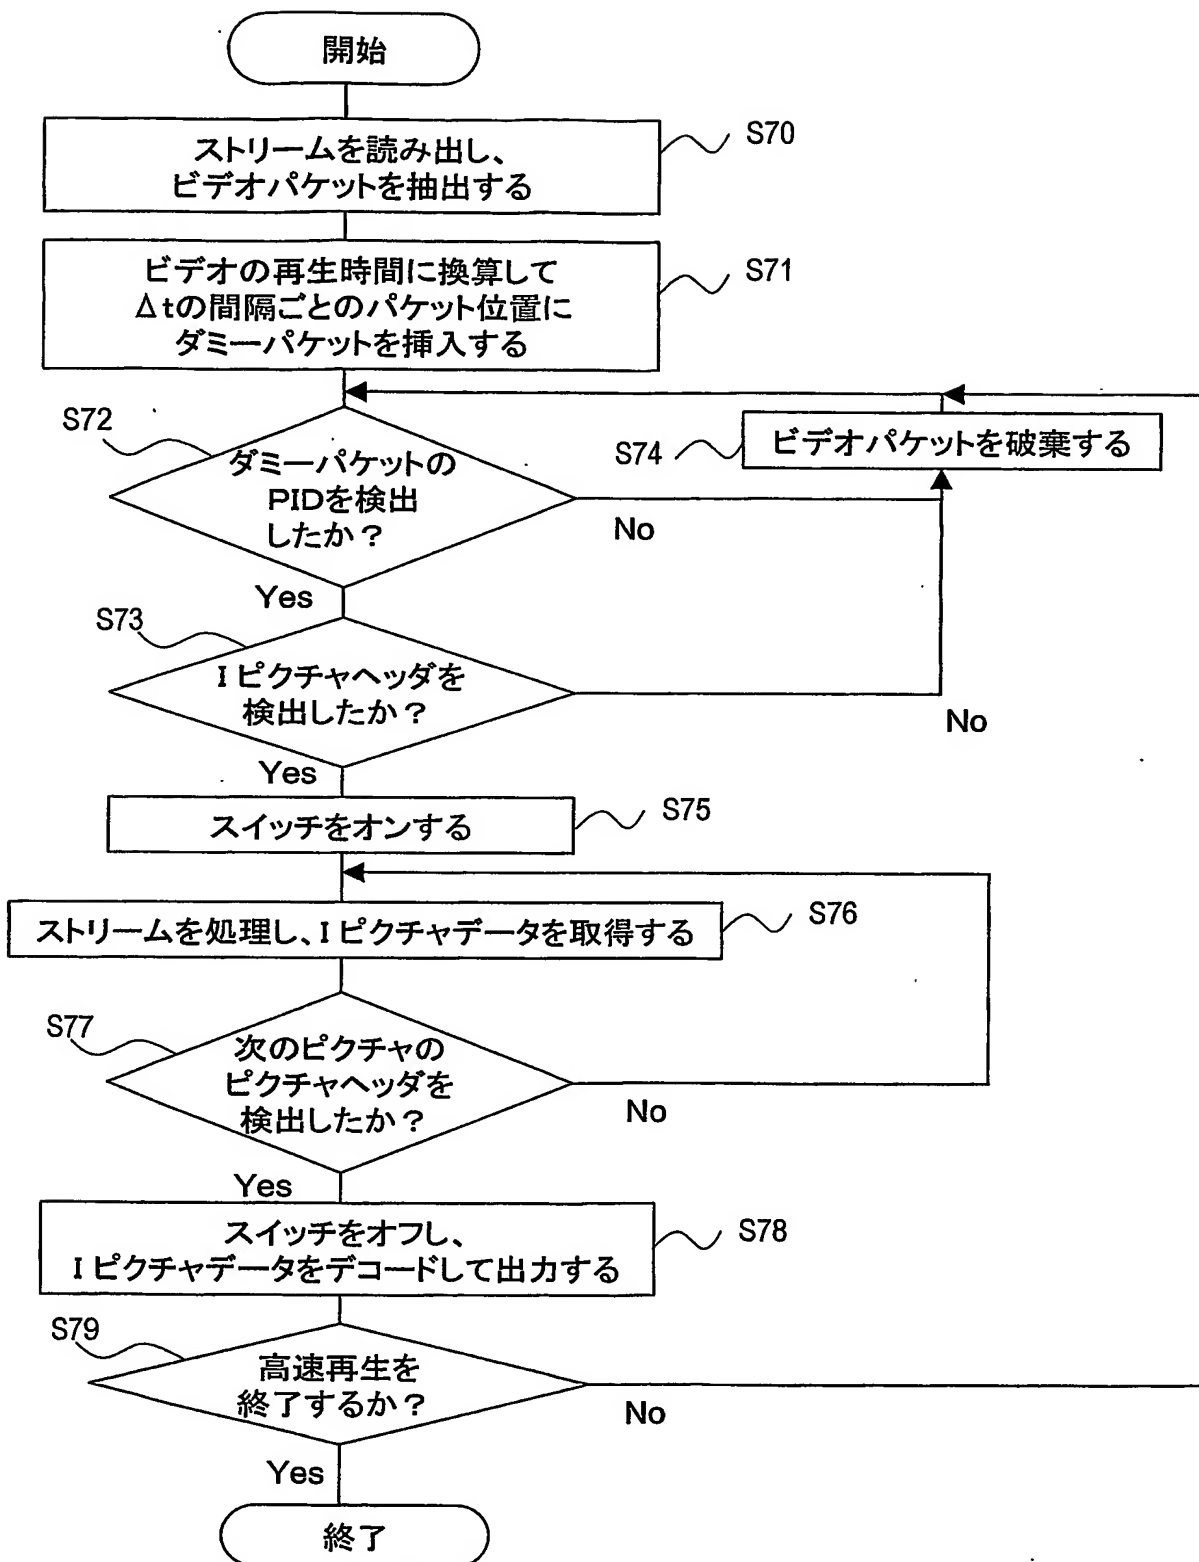 開始
ストリームを読み出し、
ビデオパケットを抽出する
S70
ビデオの再生時間に換算して
Δtの間隔ごとのパケット位置に
ダミーパケットを挿入する
S71
S72
ダミーパケットの
PIDを検出
したか？
No
Yes
S74
ビデオパケットを破棄する
S73
Iピクチャヘッダを
検出したか？
No
Yes
スイッチをオンする
S75
ストリームを処理し、Iピクチャデータを取得する
S76
S77
次のピクチャの
ピクチャヘッダを
検出したか？
No
Yes
スイッチをオフし、
Iピクチャデータをデコードして出力する
S78
S79
高速再生を
終了するか？
No
Yes
終了